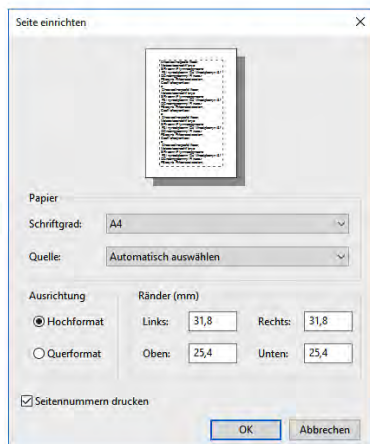 Seite einrichten
Papier
Schriftgrad: A4
Quelle: Automatisch auswählen
Ausrichtung Ränder (mm)
Hochformat Links: 31,8 Rechts: 31,8
Querformat Oben: 25,4 Unten: 25,4
Seitennummern drucken
OK Abbrechen